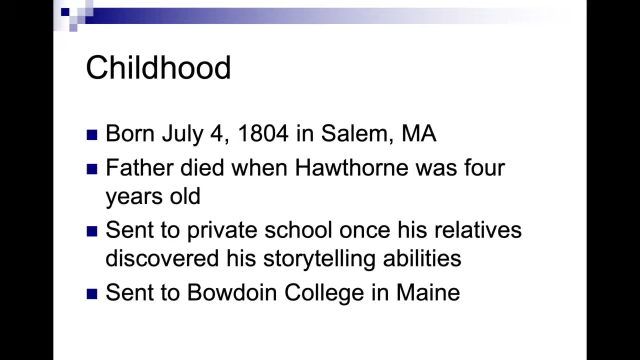 Childhood
Born July 4, 1804 in Salem, MA
Father died when Hawthorne was four
years old
Sent to private school once his relatives
discovered his storytelling abilities
Sent to Bowdoin College in Maine